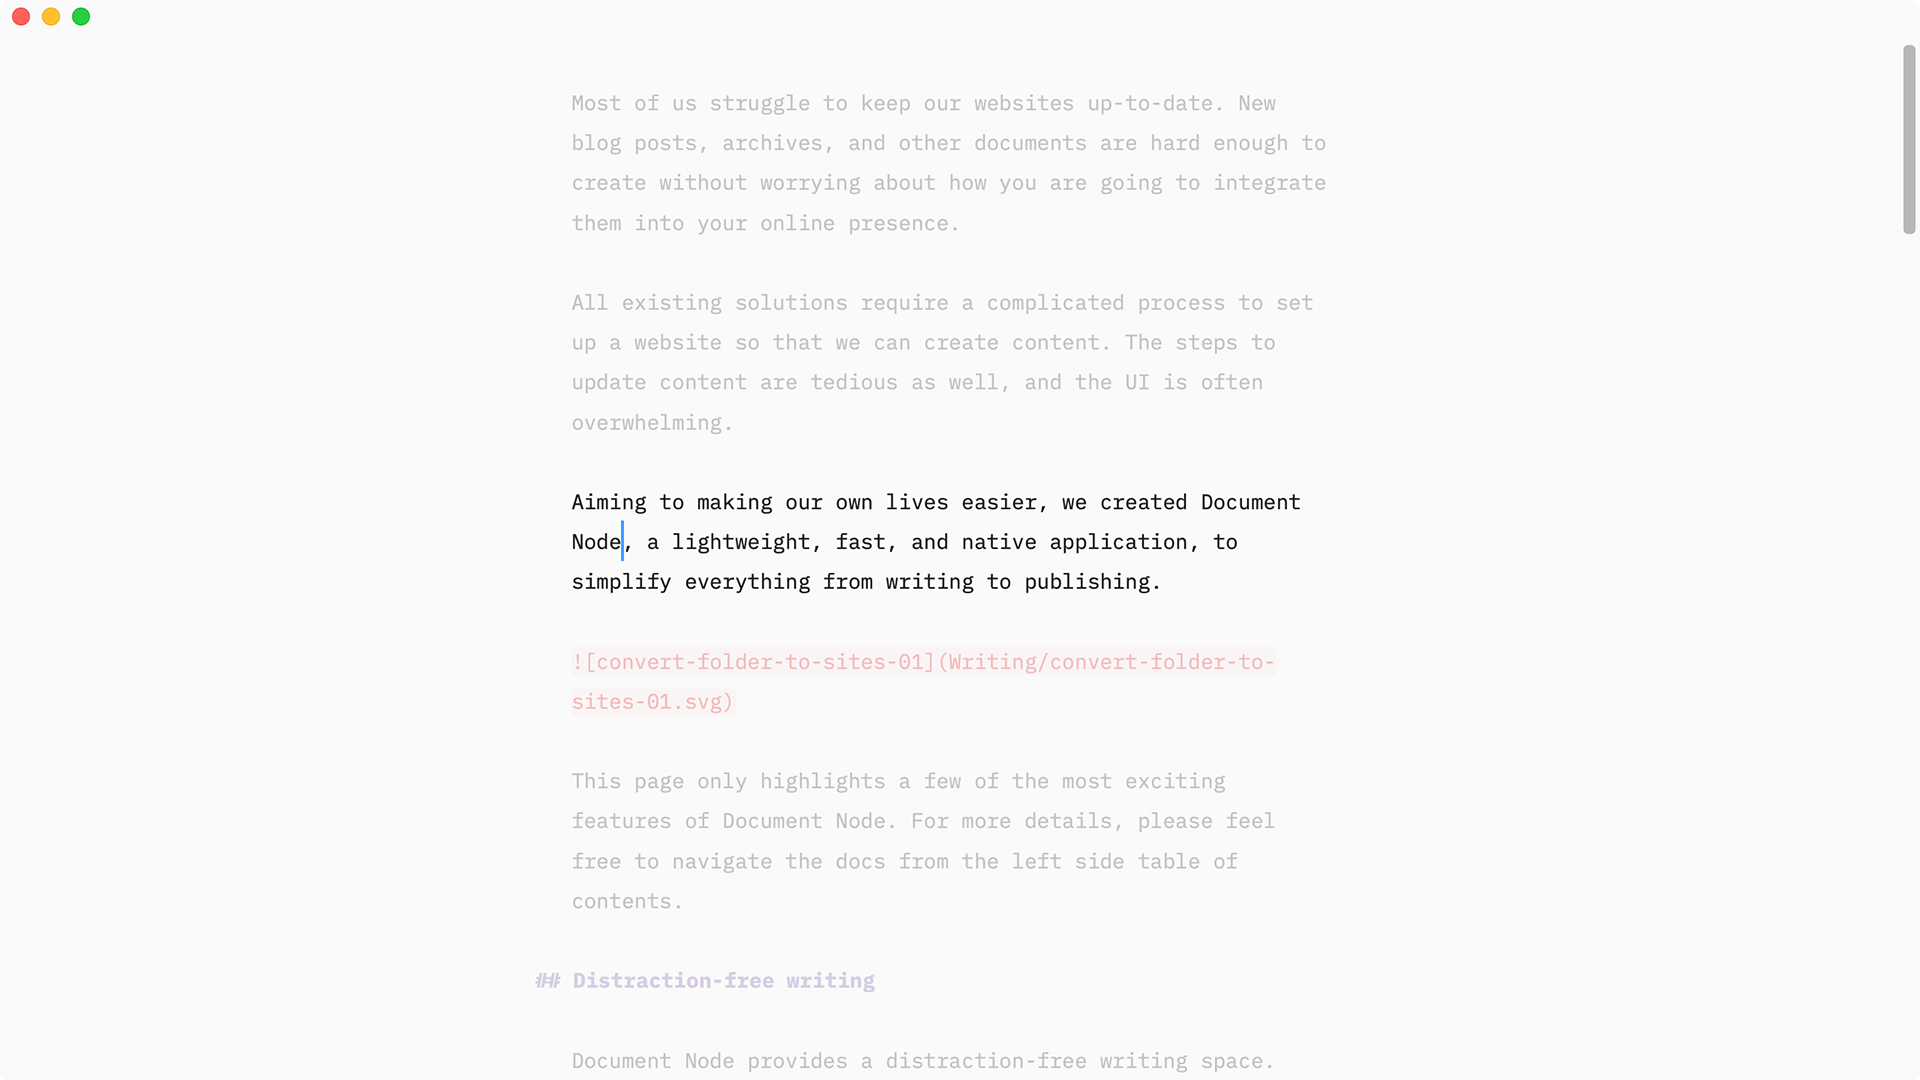 Most of us struggle to keep our websites up-to-date. New
blog posts, archives, and other documents are hard enough to
create without worrying about how you are going to integrate
them into your online presence.
All existing solutions require a complicated process to set
up a website so that we can create content. The steps to
update content are tedious as well, and the UI is often
overwhelming.
Aiming to making our own lives easier, we created Document
Node, a lightweight, fast, and native application, to
simplify everything from writing to publishing.
![convert-folder-to-sites-01](Writing/convert-folder-to-
sites-01.svg)
This page only highlights a few of the most exciting
features of Document Node. For more details, please feel
free to navigate the docs from the left side table of
contents.
## Distraction-free writing
Document Node provides a distraction-free writing space.